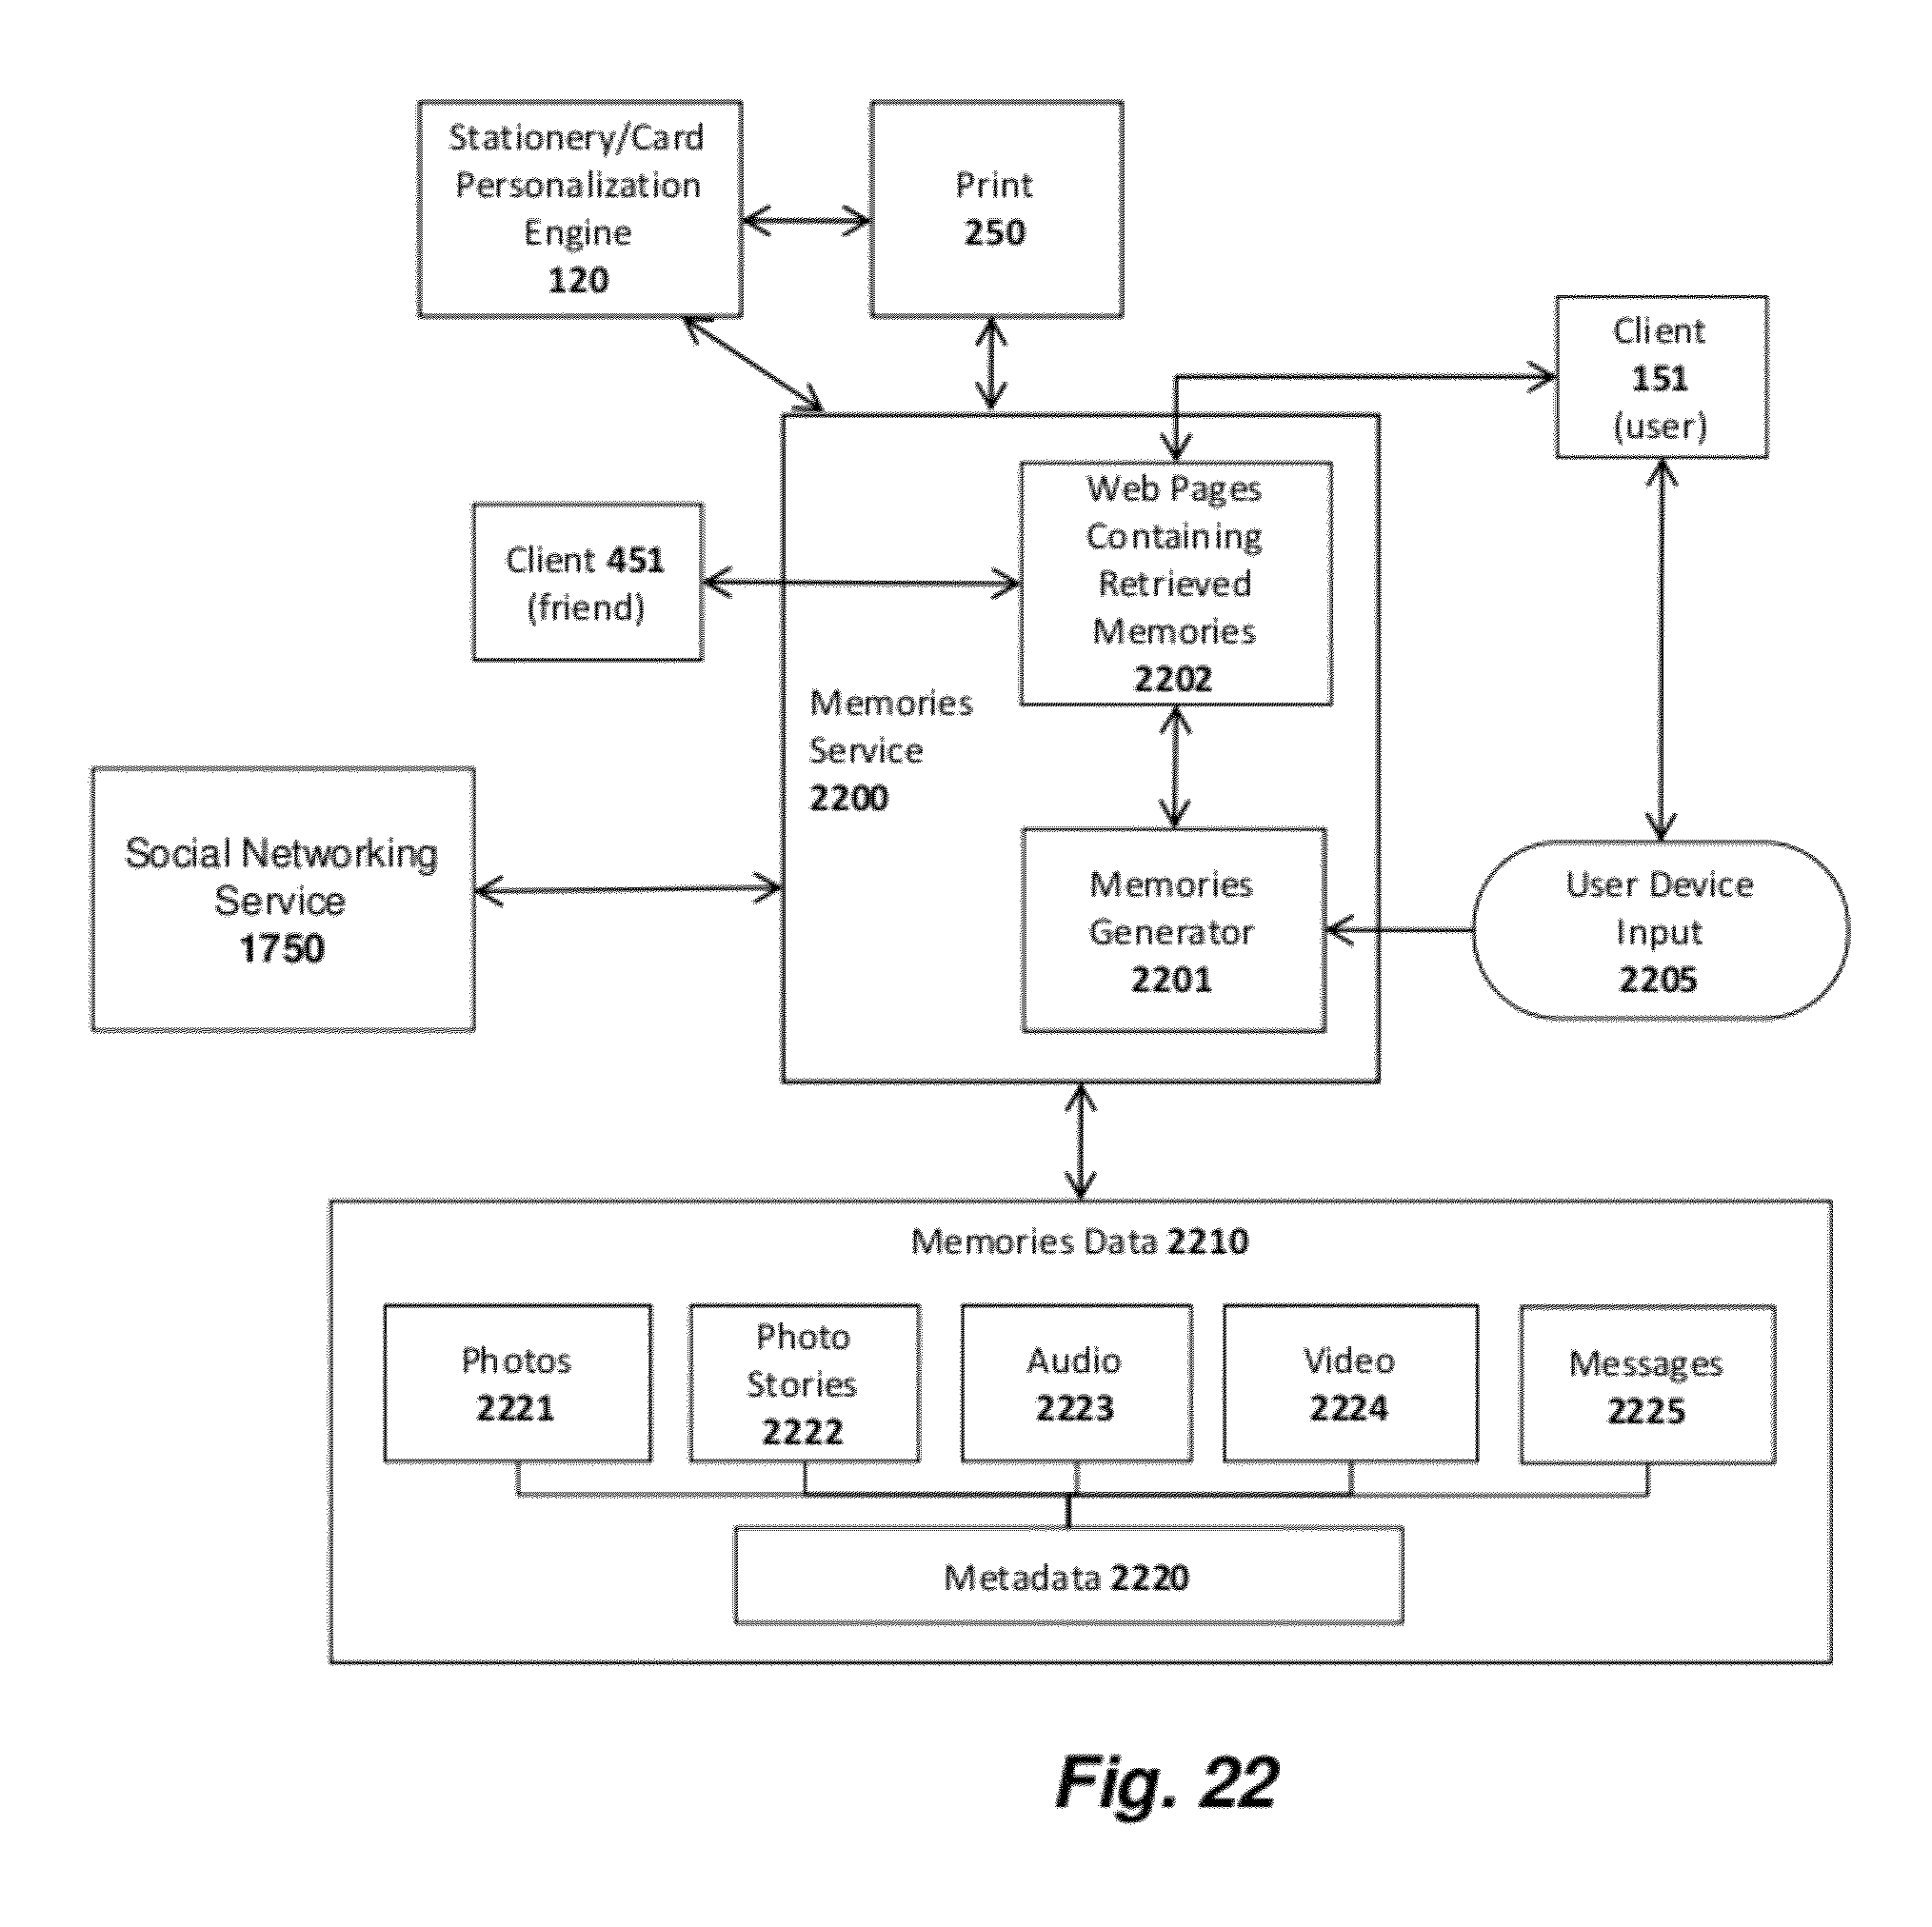 Stationery/Card
Personalization
Engine
120
Print
250
Client
151
(user)
Web Pages
Containing
Retrieved
Memories
2202
Client 451
(friend)
Memories
Service
2200
Social Networking
Service
1750
Memories
Generator
2201
User Device
Input
2205
Memories Data 2210
Photos
2221
Photo
Stories
2222
Audio
2223
Video
2224
Messages
2225
Metadata 2220
Fig. 22